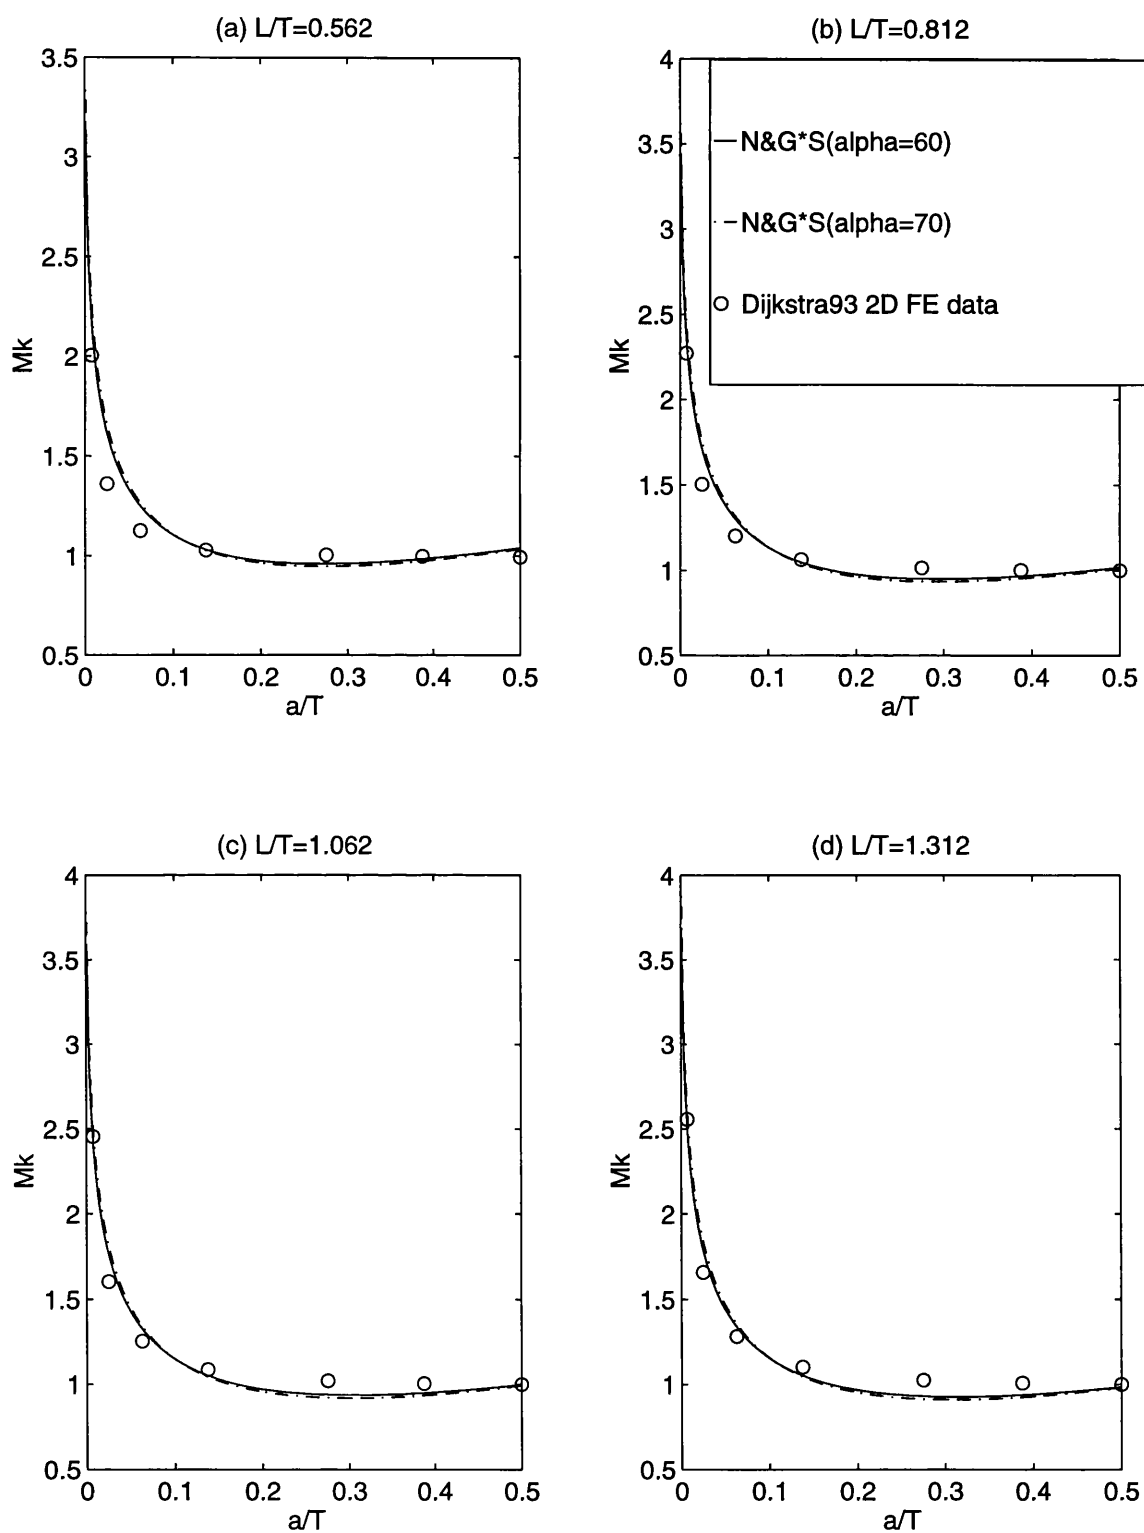 (a) L/T=0.562
3.5
3
2.5
2
1.5
1
0.5
Mk
0 0.1 0.2 0.3 0.4 0.5
a/T
(b) L/T=0.812
4
3.5
3
2.5
2
1.5
1
0.5
Mk
N&G*S(alpha=60)
N&G*S(alpha=70)
Dijkstra93 2D FE data
0 0.1 0.2 0.3 0.4 0.5
a/T
(c) L/T=1.062
4
3.5
3
2.5
2
1.5
1
0.5
Mk
0 0.1 0.2 0.3 0.4 0.5
a/T
(d) L/T=1.312
4
3.5
3
2.5
2
1.5
1
0.5
Mk
0 0.1 0.2 0.3 0.4 0.5
a/T